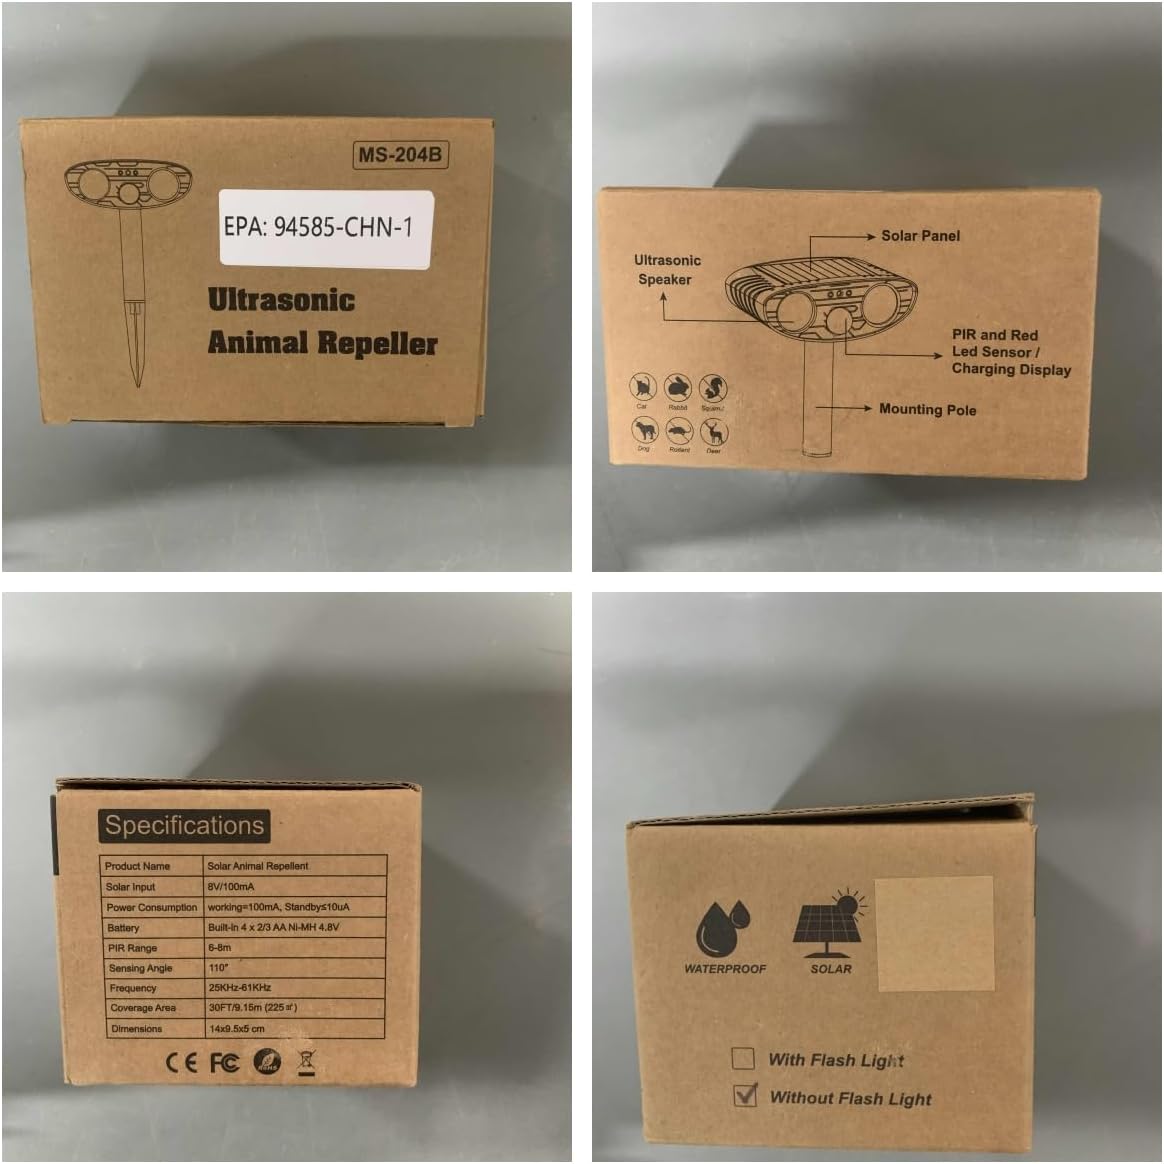 MS-204B
EPA: 94585-CHN-1
Ultrasonic
Animal Repeller
Solar Panel
Ultrasonic
Speaker
PIR and Red
Led Sensor /
Charging Display
Mounting Pole
Cat Rabbit Squirrel
Dog Rodent Deer
Specifications
Product Name Solar Animal Repellent
Solar Input 8V/100mA
Power Consumption working=100mA, Standby≤10uA
Battery Built-in 4 x 2/3 AA Ni-MH 4.8V
PIR Range 6-8m
Sensing Angle 110°
Frequency 25KHz-61KHz
Coverage Area 30FT/9.15m (225㎡)
Dimensions 14x9.5x5 cm
CE FC RoHS
WATERPROOF SOLAR
With Flash Light
Without Flash Light